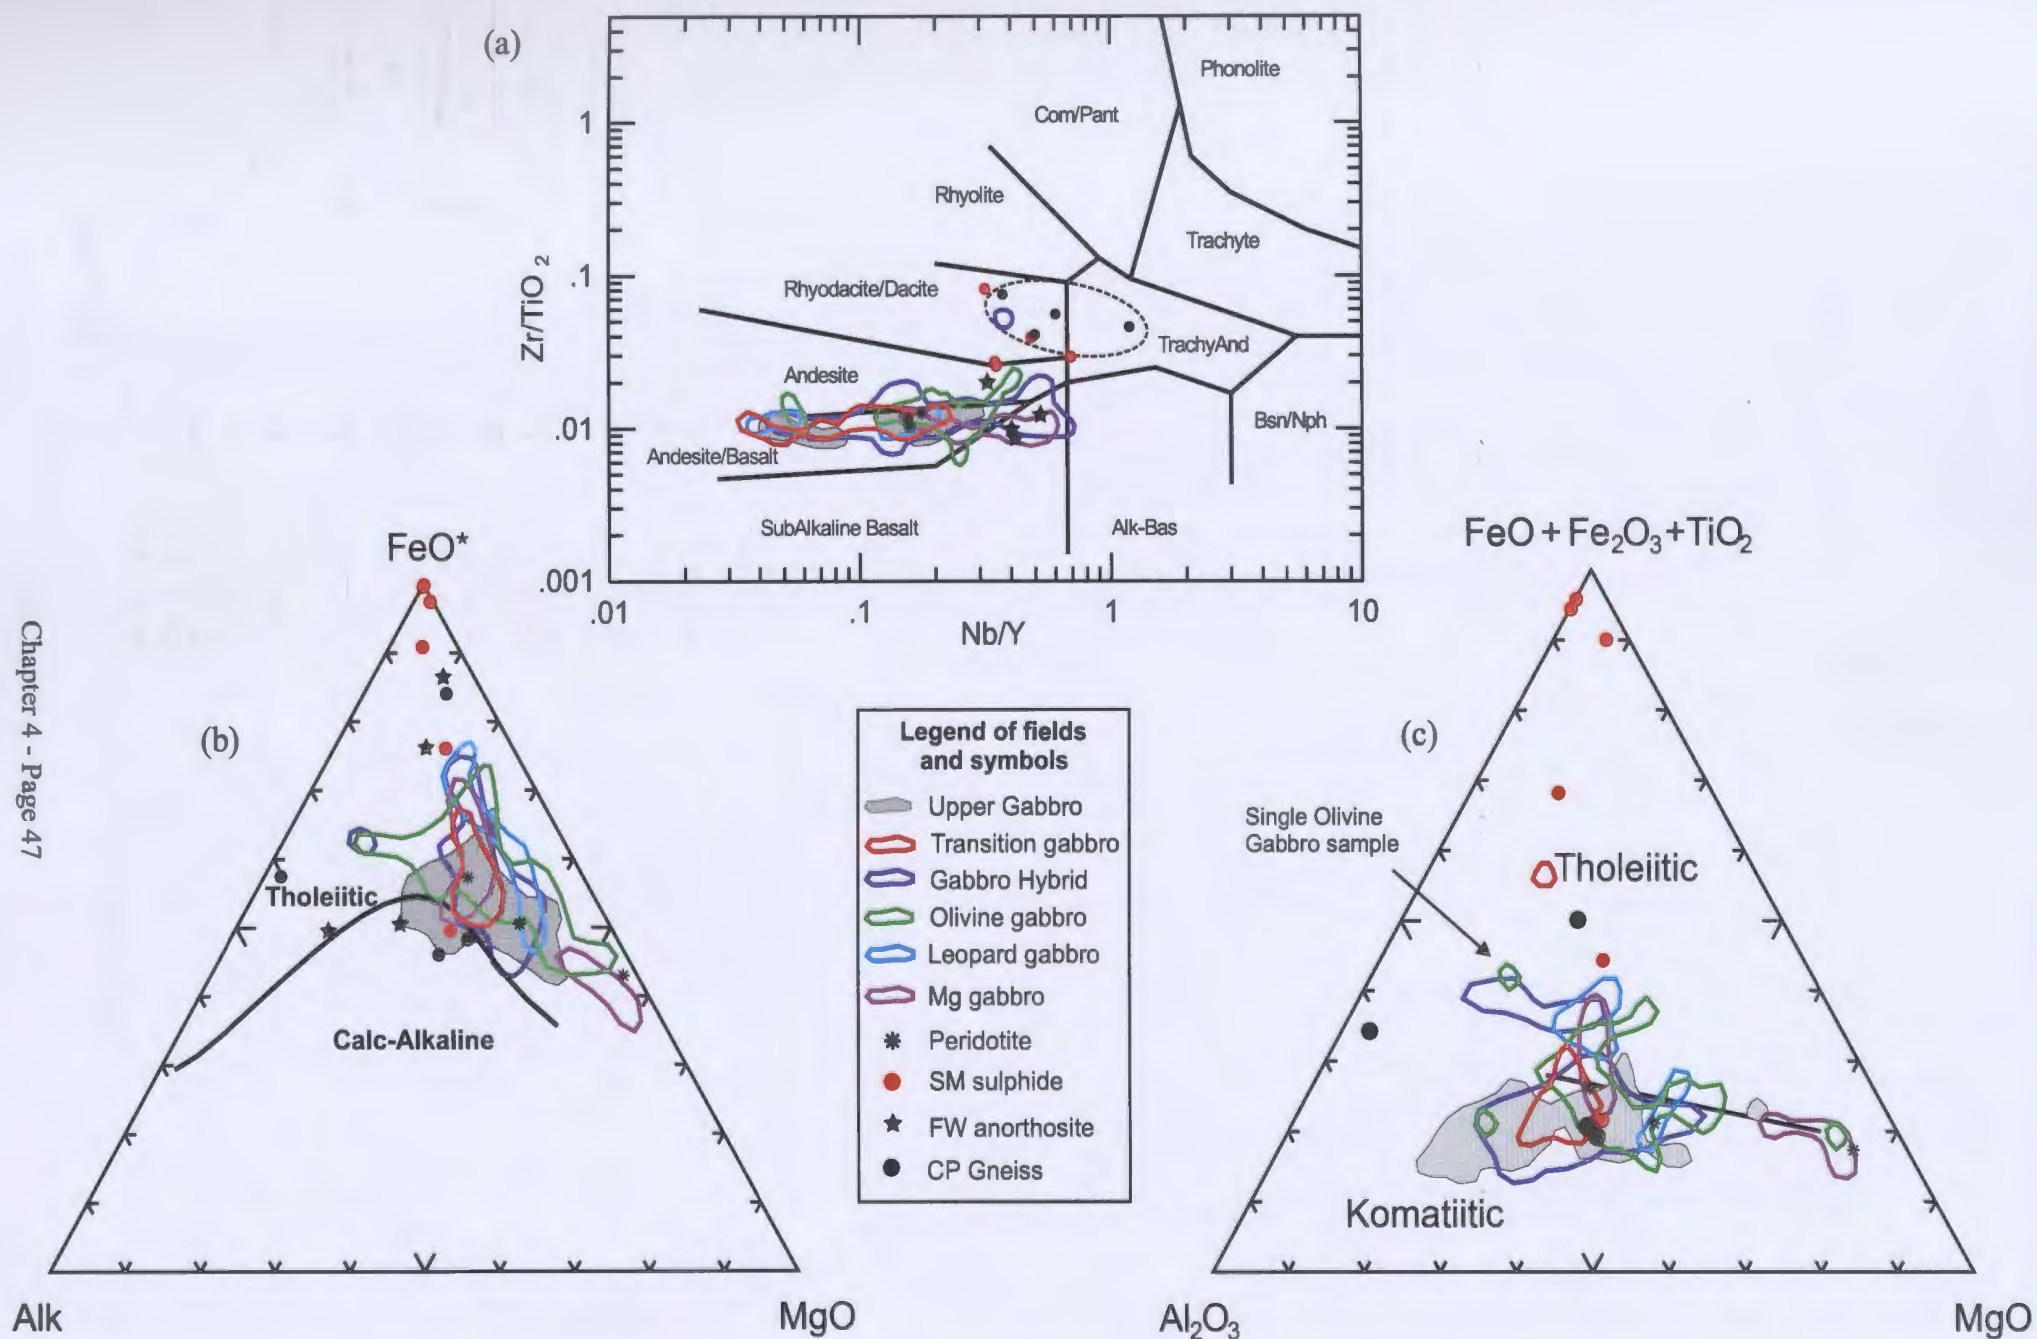 (a)
Phonolite
Com/Pant
Rhyolite
Trachyte
Rhyodacite/Dacite
TrachyAnd
Andesite
Bsn/Nph
Andesite/Basalt
SubAlkaline Basalt
Alk-Bas
Zr/TiO₂
1
.1
.01
.001
.01
.1
1
10
Nb/Y
Chapter 4 - Page 47
(b)
FeO*
Tholeiitic
Calc-Alkaline
Alk
MgO
Legend of fields
and symbols
Upper Gabbro
Transition gabbro
Gabbro Hybrid
Olivine gabbro
Leopard gabbro
Mg gabbro
Peridotite
SM sulphide
FW anorthosite
CP Gneiss
(c)
FeO + Fe₂O₃+TiO₂
Single Olivine
Gabbro sample
Tholeiitic
Komatiitic
Al₂O₃
MgO